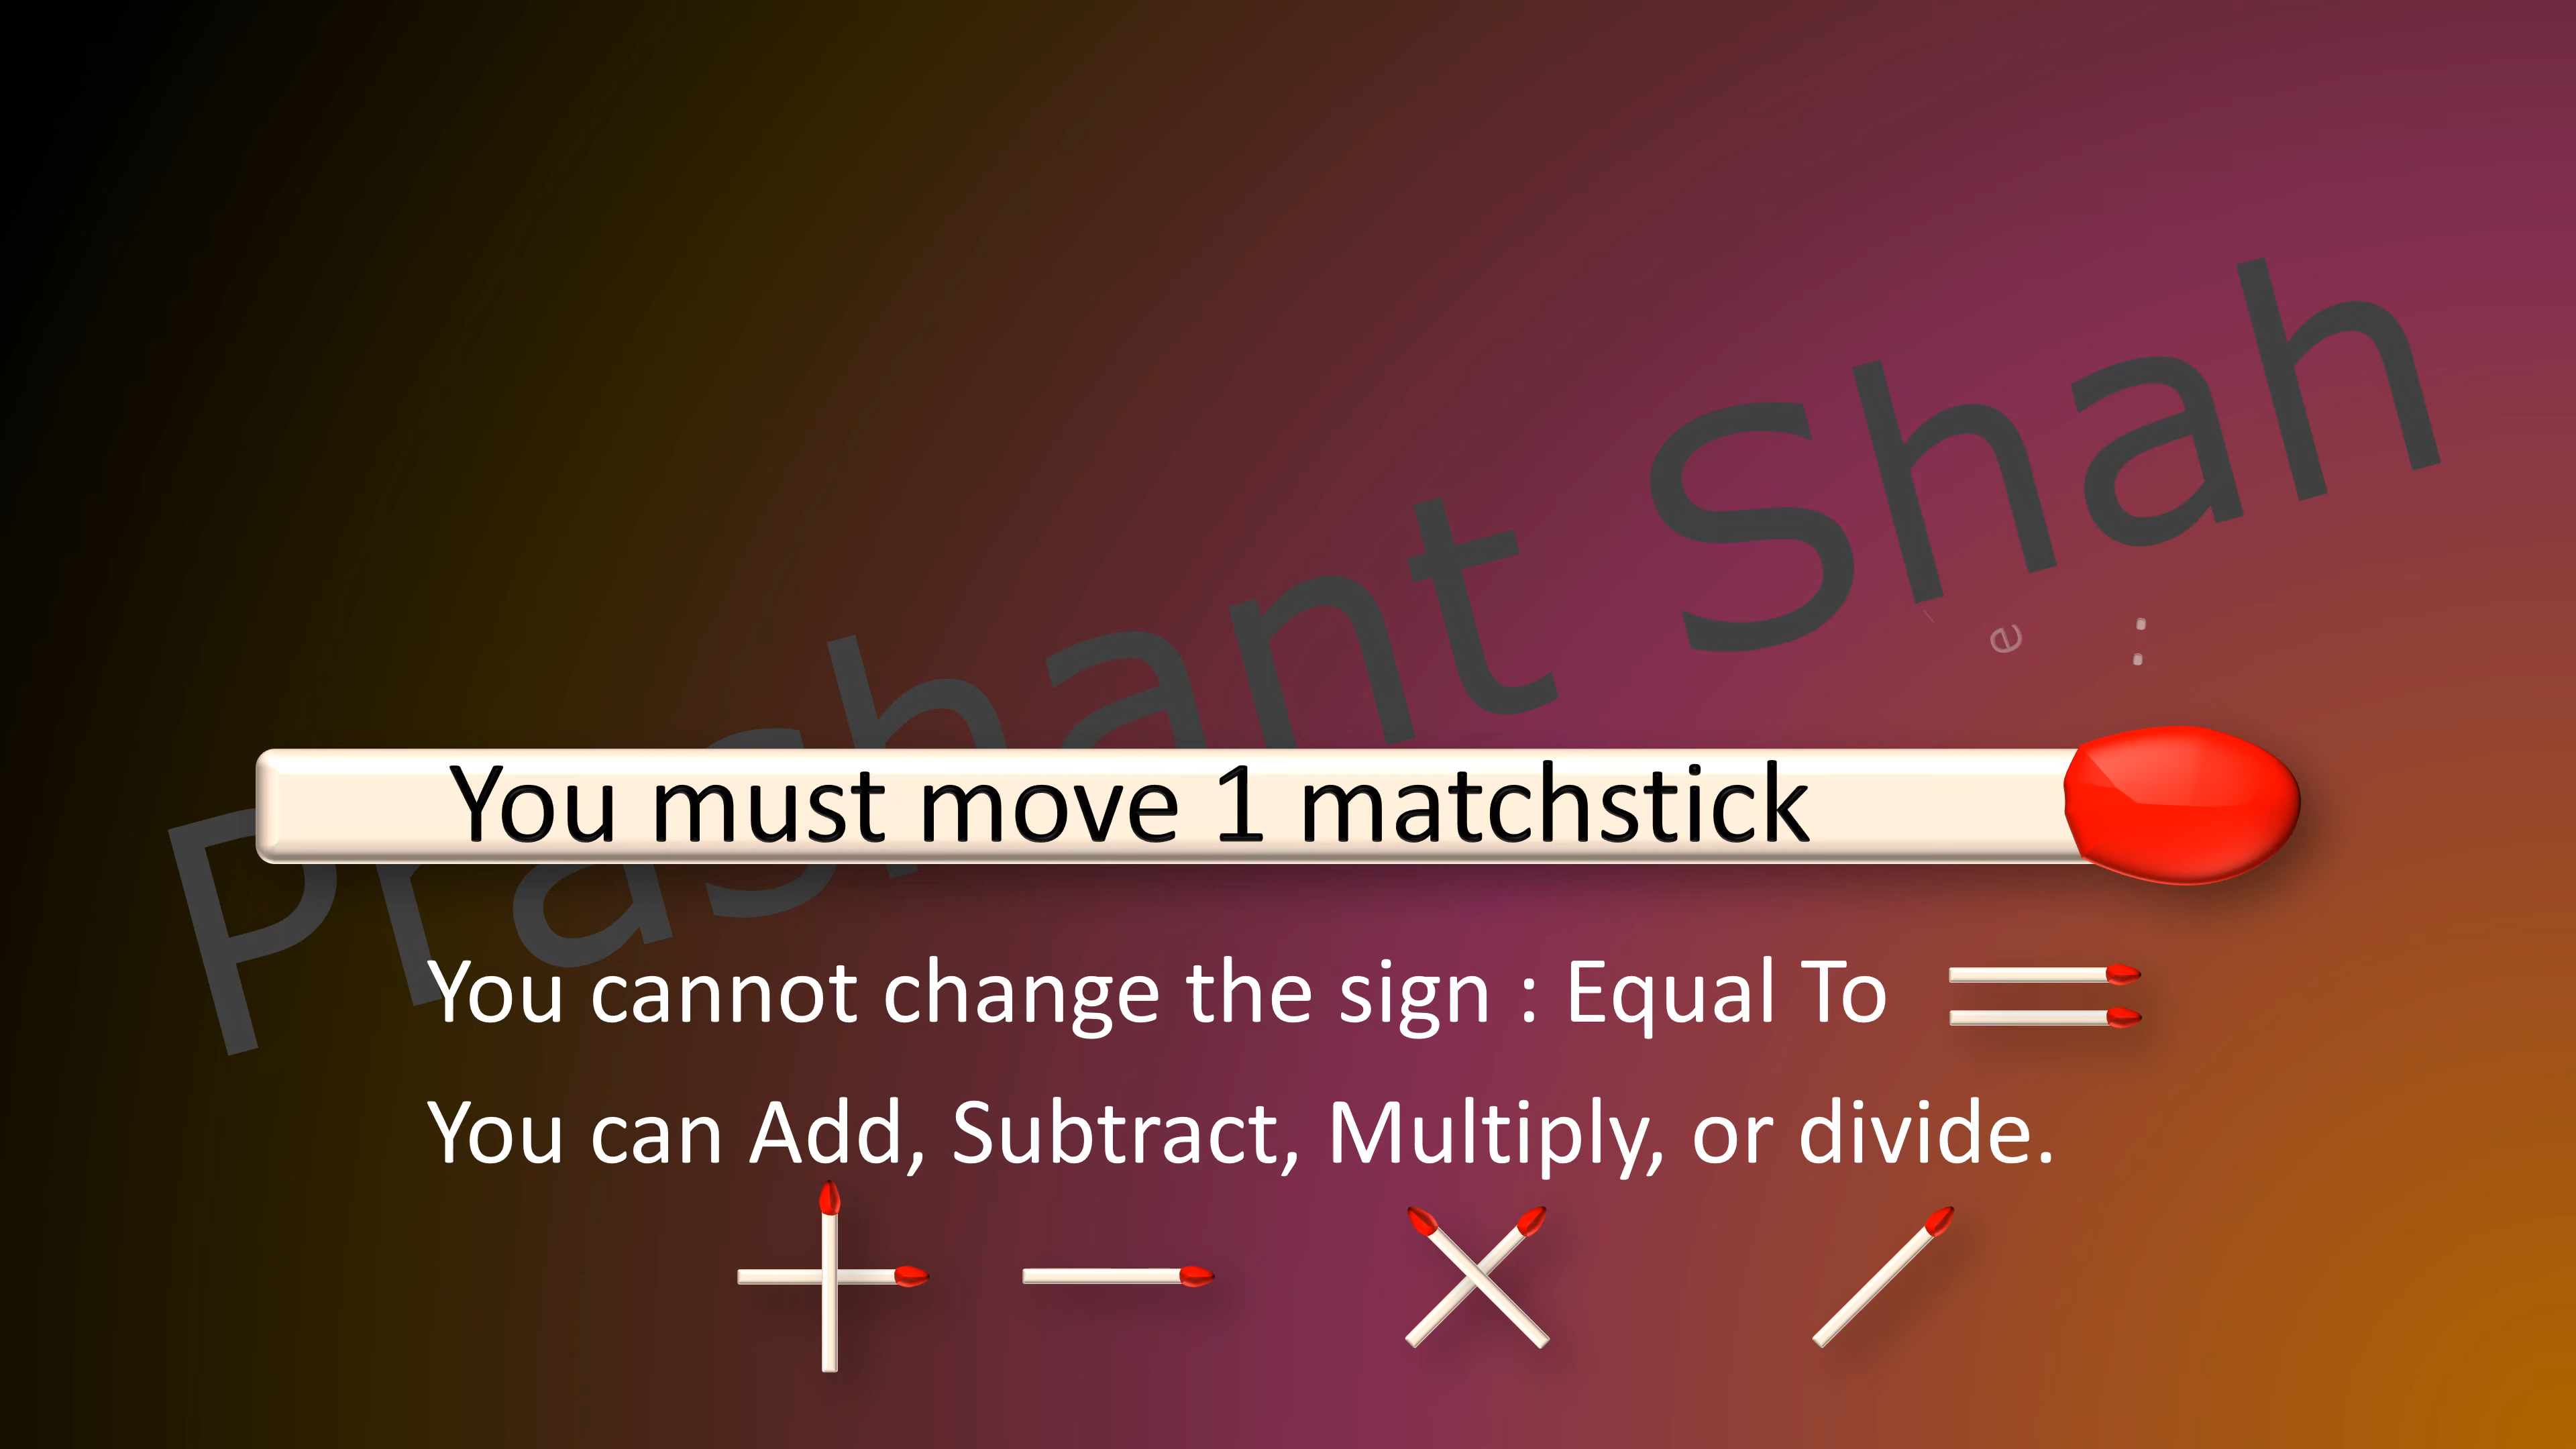 Prashant Shah
e :
You must move 1 matchstick
You cannot change the sign : Equal To =
You can Add, Subtract, Multiply, or divide.
+ - × /